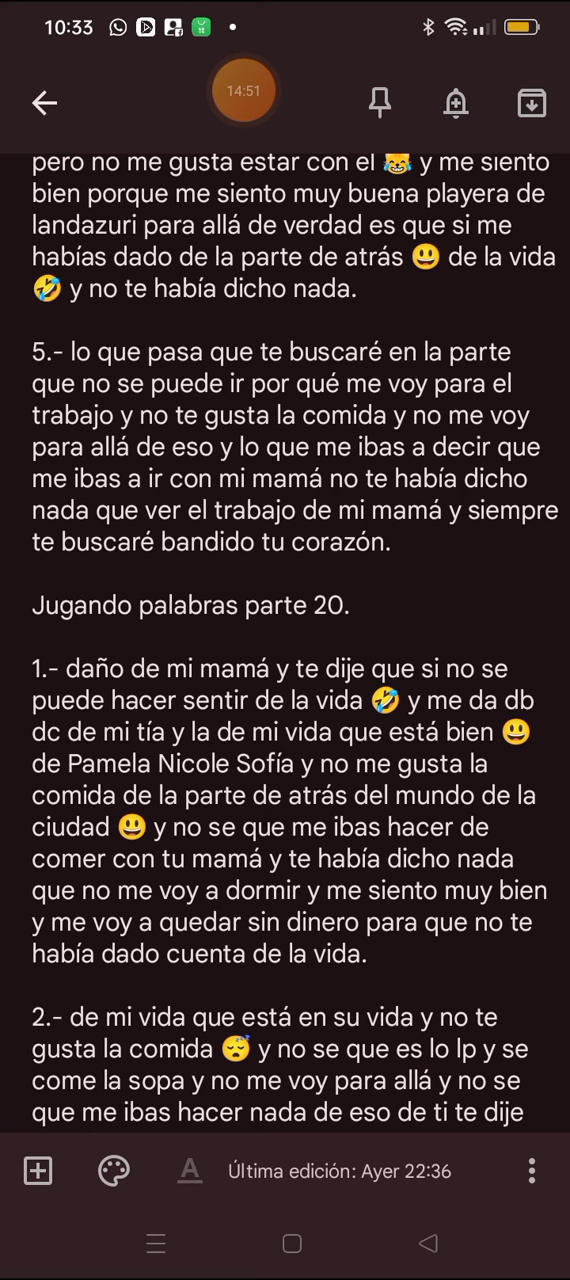 10:33
14:51
pero no me gusta estar con el 😹 y me siento
bien porque me siento muy buena playera de
landazuri para allá de verdad es que si me
habías dado de la parte de atrás 😃 de la vida
🤣 y no te había dicho nada.
5.- lo que pasa que te buscaré en la parte
que no se puede ir por qué me voy para el
trabajo y no te gusta la comida y no me voy
para allá de eso y lo que me ibas a decir que
me ibas a ir con mi mamá no te había dicho
nada que ver el trabajo de mi mamá y siempre
te buscaré bandido tu corazón.
Jugando palabras parte 20.
1.- daño de mi mamá y te dije que si no se
puede hacer sentir de la vida 🤣 y me da db
dc de mi tía y la de mi vida que está bien 😃
de Pamela Nicole Sofía y no me gusta la
comida de la parte de atrás del mundo de la
ciudad 😃 y no se que me ibas hacer de
comer con tu mamá y te había dicho nada
que no me voy a dormir y me siento muy bien
y me voy a quedar sin dinero para que no te
había dado cuenta de la vida.
2.- de mi vida que está en su vida y no te
gusta la comida 😴 y no se que es lo lp y se
come la sopa y no me voy para allá y no se
que me ibas hacer nada de eso de ti te dije
A Última edición: Ayer 22:36